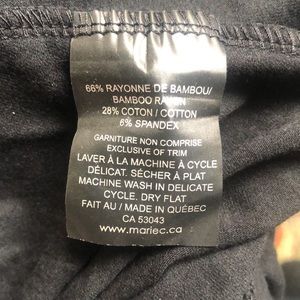 66% RAYONNE DE BAMBOU/
BAMBOO RAYEN
28% COTON / COTTON
6% SPANDEX
GARNITURE NON COMPRISE
EXCLUSIVE OF TRIM
LAVER À LA MACHINE À CYCLE
DÉLICAT. SÉCHER À PLAT
MACHINE WASH IN DELICATE
CYCLE. DRY FLAT
FAIT AU / MADE IN QUÉBEC
CA 53043
www.mariec.ca